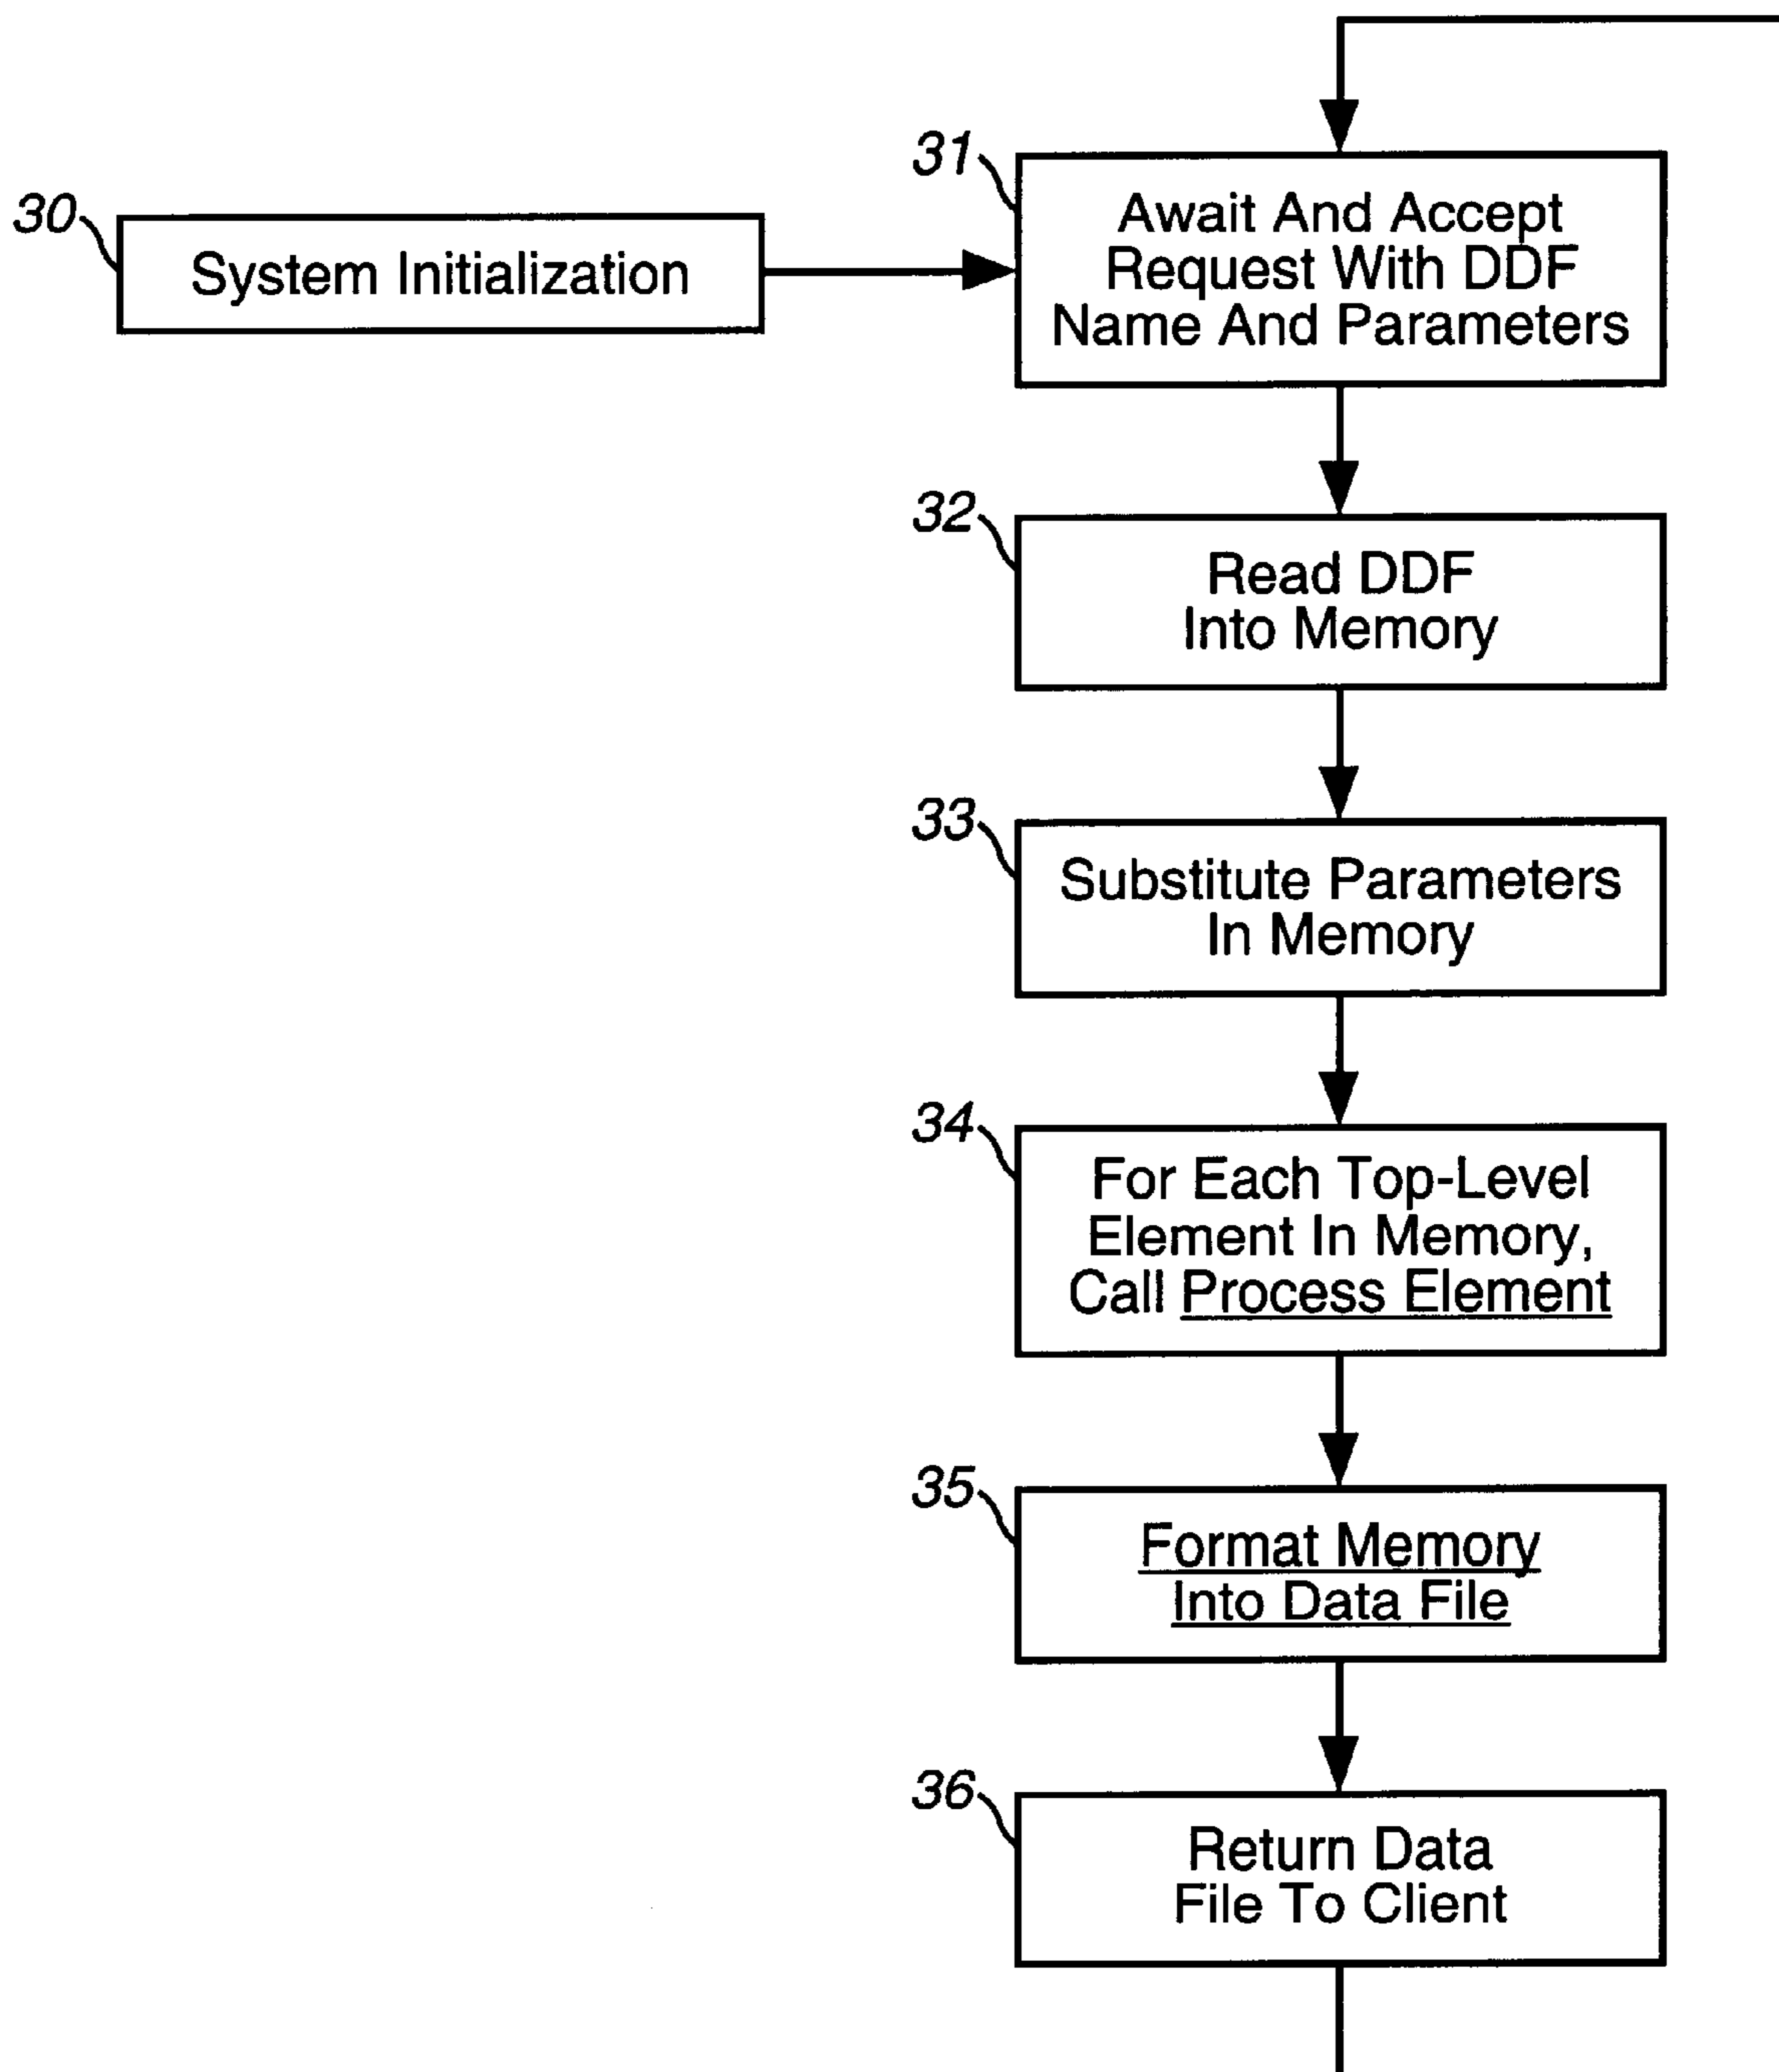 30
System Initialization
31
Await And Accept
Request With DDF
Name And Parameters
32
Read DDF
Into Memory
33
Substitute Parameters
In Memory
34
For Each Top-Level
Element In Memory,
Call Process Element
35
Format Memory
Into Data File
36
Return Data
File To Client